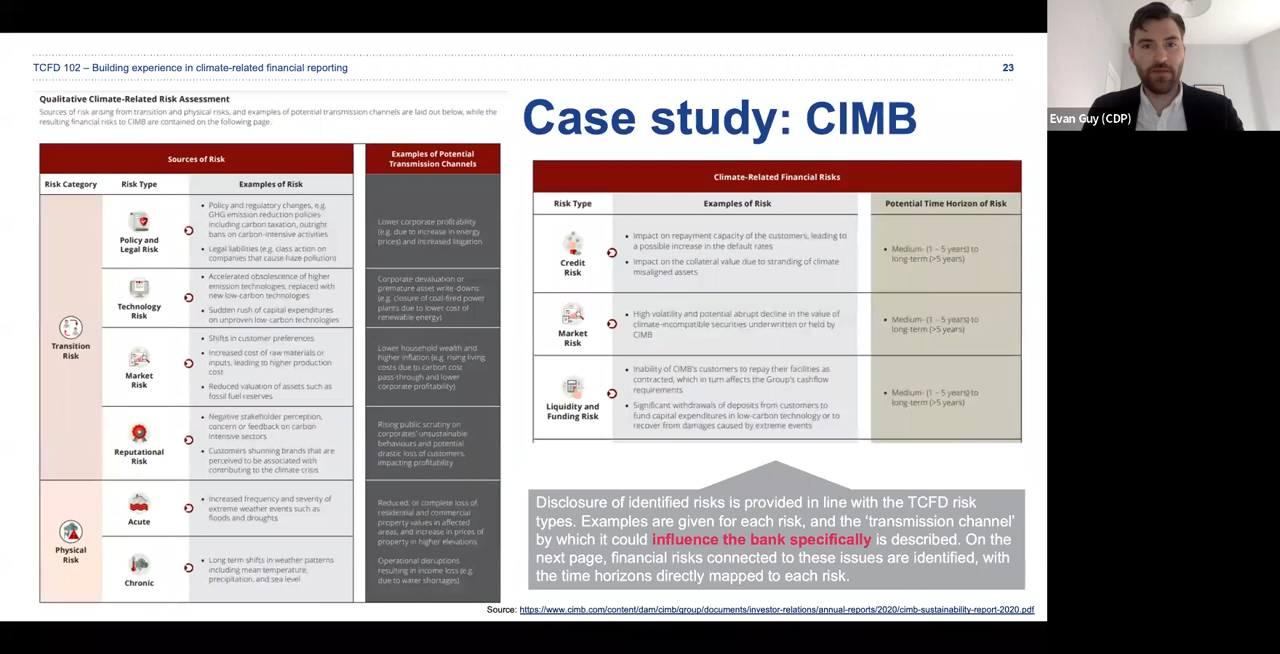 TCFD 102 – Building experience in climate-related financial reporting
23
Qualitative Climate-Related Risk Assessment
Sources of risk arising from transition and physical risks, and examples of potential transmission channels are laid out below, while the
resulting financial risks to CIMB are contained on the following page.
Sources of Risk
Risk Category
Risk Type
Examples of Risk
Examples of Potential
Transmission Channels
Transition
Risk
Policy and
Legal Risk
• Policy and regulatory changes, e.g.
GHG emission reduction policies
including carbon taxation, outright
bans on carbon-intensive activities
• Legal liabilities (e.g. class action on
companies that cause haze pollution)
Lower corporate profitability
(e.g. due to increase in energy
prices) and increased litigation
Technology
Risk
• Accelerated obsolescence of higher
emission technologies, replaced with
new low-carbon technologies
• Sudden rush of capital expenditures
on unproven low-carbon technologies
Corporate devaluation or
premature asset write-downs
(e.g. closure of coal-fired power
plants due to lower cost of
renewable energy)
Market
Risk
• Shifts in customer preferences
• Increased cost of raw materials or
inputs, leading to higher production
cost
• Reduced valuation of assets such as
fossil fuel reserves
Lower household wealth and
higher inflation (e.g. rising living
costs due to carbon cost
pass-through and lower
corporate profitability)
Reputational
Risk
• Negative stakeholder perception,
concern or feedback on carbon
intensive sectors
• Customers shunning brands that are
perceived to be associated with
contributing to the climate crisis
Rising public scrutiny on
corporates' unsustainable
behaviours and potential
drastic loss of customers,
impacting profitability
Physical
Risk
Acute
• Increased frequency and severity of
extreme weather events such as
floods and droughts
Chronic
• Long term shifts in weather patterns
including mean temperature,
precipitation, and sea level
Reduced, or complete loss of
residential and commercial
property values in affected
areas, and increase in prices of
property in higher elevations
Operational disruptions
resulting in income loss (e.g.
due to water shortages)
Case study: CIMB
Climate-Related Financial Risks
Risk Type
Examples of Risk
Potential Time Horizon of Risk
Credit
Risk
• Impact on repayment capacity of the customers, leading to
a possible increase in the default rates
• Impact on the collateral value due to stranding of climate
misaligned assets
• Medium- (1 – 5 years) to
long-term (>5 years)
Market
Risk
• High volatility and potential abrupt decline in the value of
climate-incompatible securities underwritten or held by
CIMB
• Medium- (1 – 5 years) to
long-term (>5 years)
Liquidity and
Funding Risk
• Inability of CIMB's customers to repay their facilities as
contracted, which in turn affects the Group's cashflow
requirements
• Significant withdrawals of deposits from customers to
fund capital expenditures in low-carbon technology or to
recover from damages caused by extreme events
• Medium- (1 – 5 years) to
long-term (>5 years)
Disclosure of identified risks is provided in line with the TCFD risk
types. Examples are given for each risk, and the 'transmission channel'
by which it could influence the bank specifically is described. On the
next page, financial risks connected to these issues are identified, with
the time horizons directly mapped to each risk.
Source: https://www.cimb.com/content/dam/cimb/group/documents/investor-relations/annual-reports/2020/cimb-sustainability-report-2020.pdf
Evan Guy (CDP)